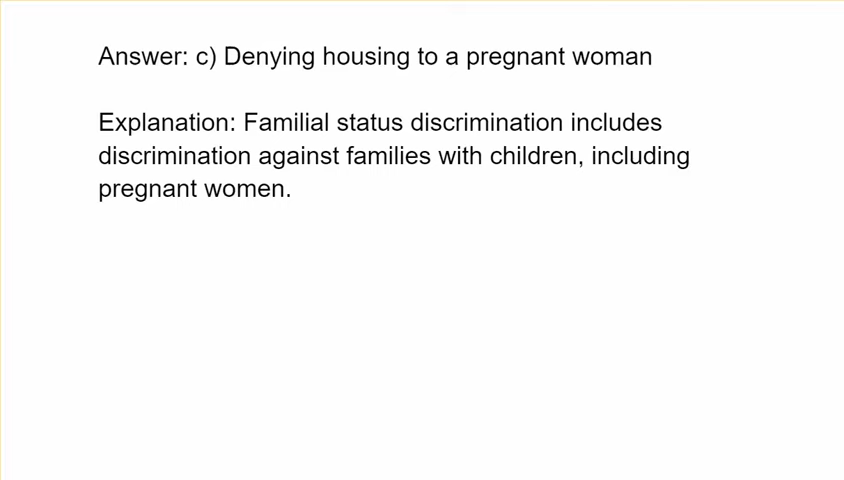 Answer: c) Denying housing to a pregnant woman
Explanation: Familial status discrimination includes
discrimination against families with children, including
pregnant women.